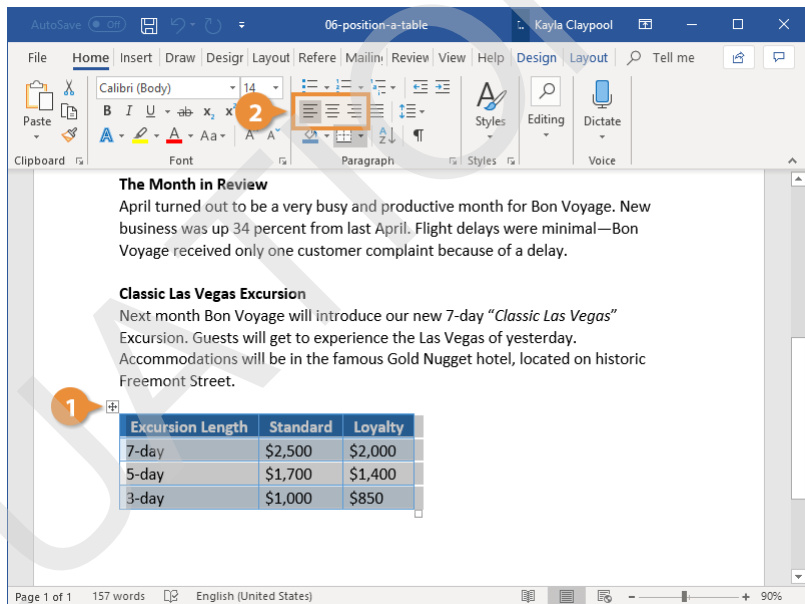 AutoSave Off 06-position-a-table Kayla Claypool
File Home Insert Draw Desigr Layout Refere Mailin Review View Help Design Layout Tell me
Calibri (Body) 14
Paste B I U ab x₂ x² Styles Editing Dictate
A A Aa A A
Clipboard Font Paragraph Styles Voice
2
The Month in Review
April turned out to be a very busy and productive month for Bon Voyage. New
business was up 34 percent from last April. Flight delays were minimal—Bon
Voyage received only one customer complaint because of a delay.
Classic Las Vegas Excursion
Next month Bon Voyage will introduce our new 7-day “Classic Las Vegas”
Excursion. Guests will get to experience the Las Vegas of yesterday.
Accommodations will be in the famous Gold Nugget hotel, located on historic
Freemont Street.
1
Excursion Length Standard Loyalty
7-day $2,500 $2,000
5-day $1,700 $1,400
3-day $1,000 $850
Page 1 of 1 157 words English (United States) 90%